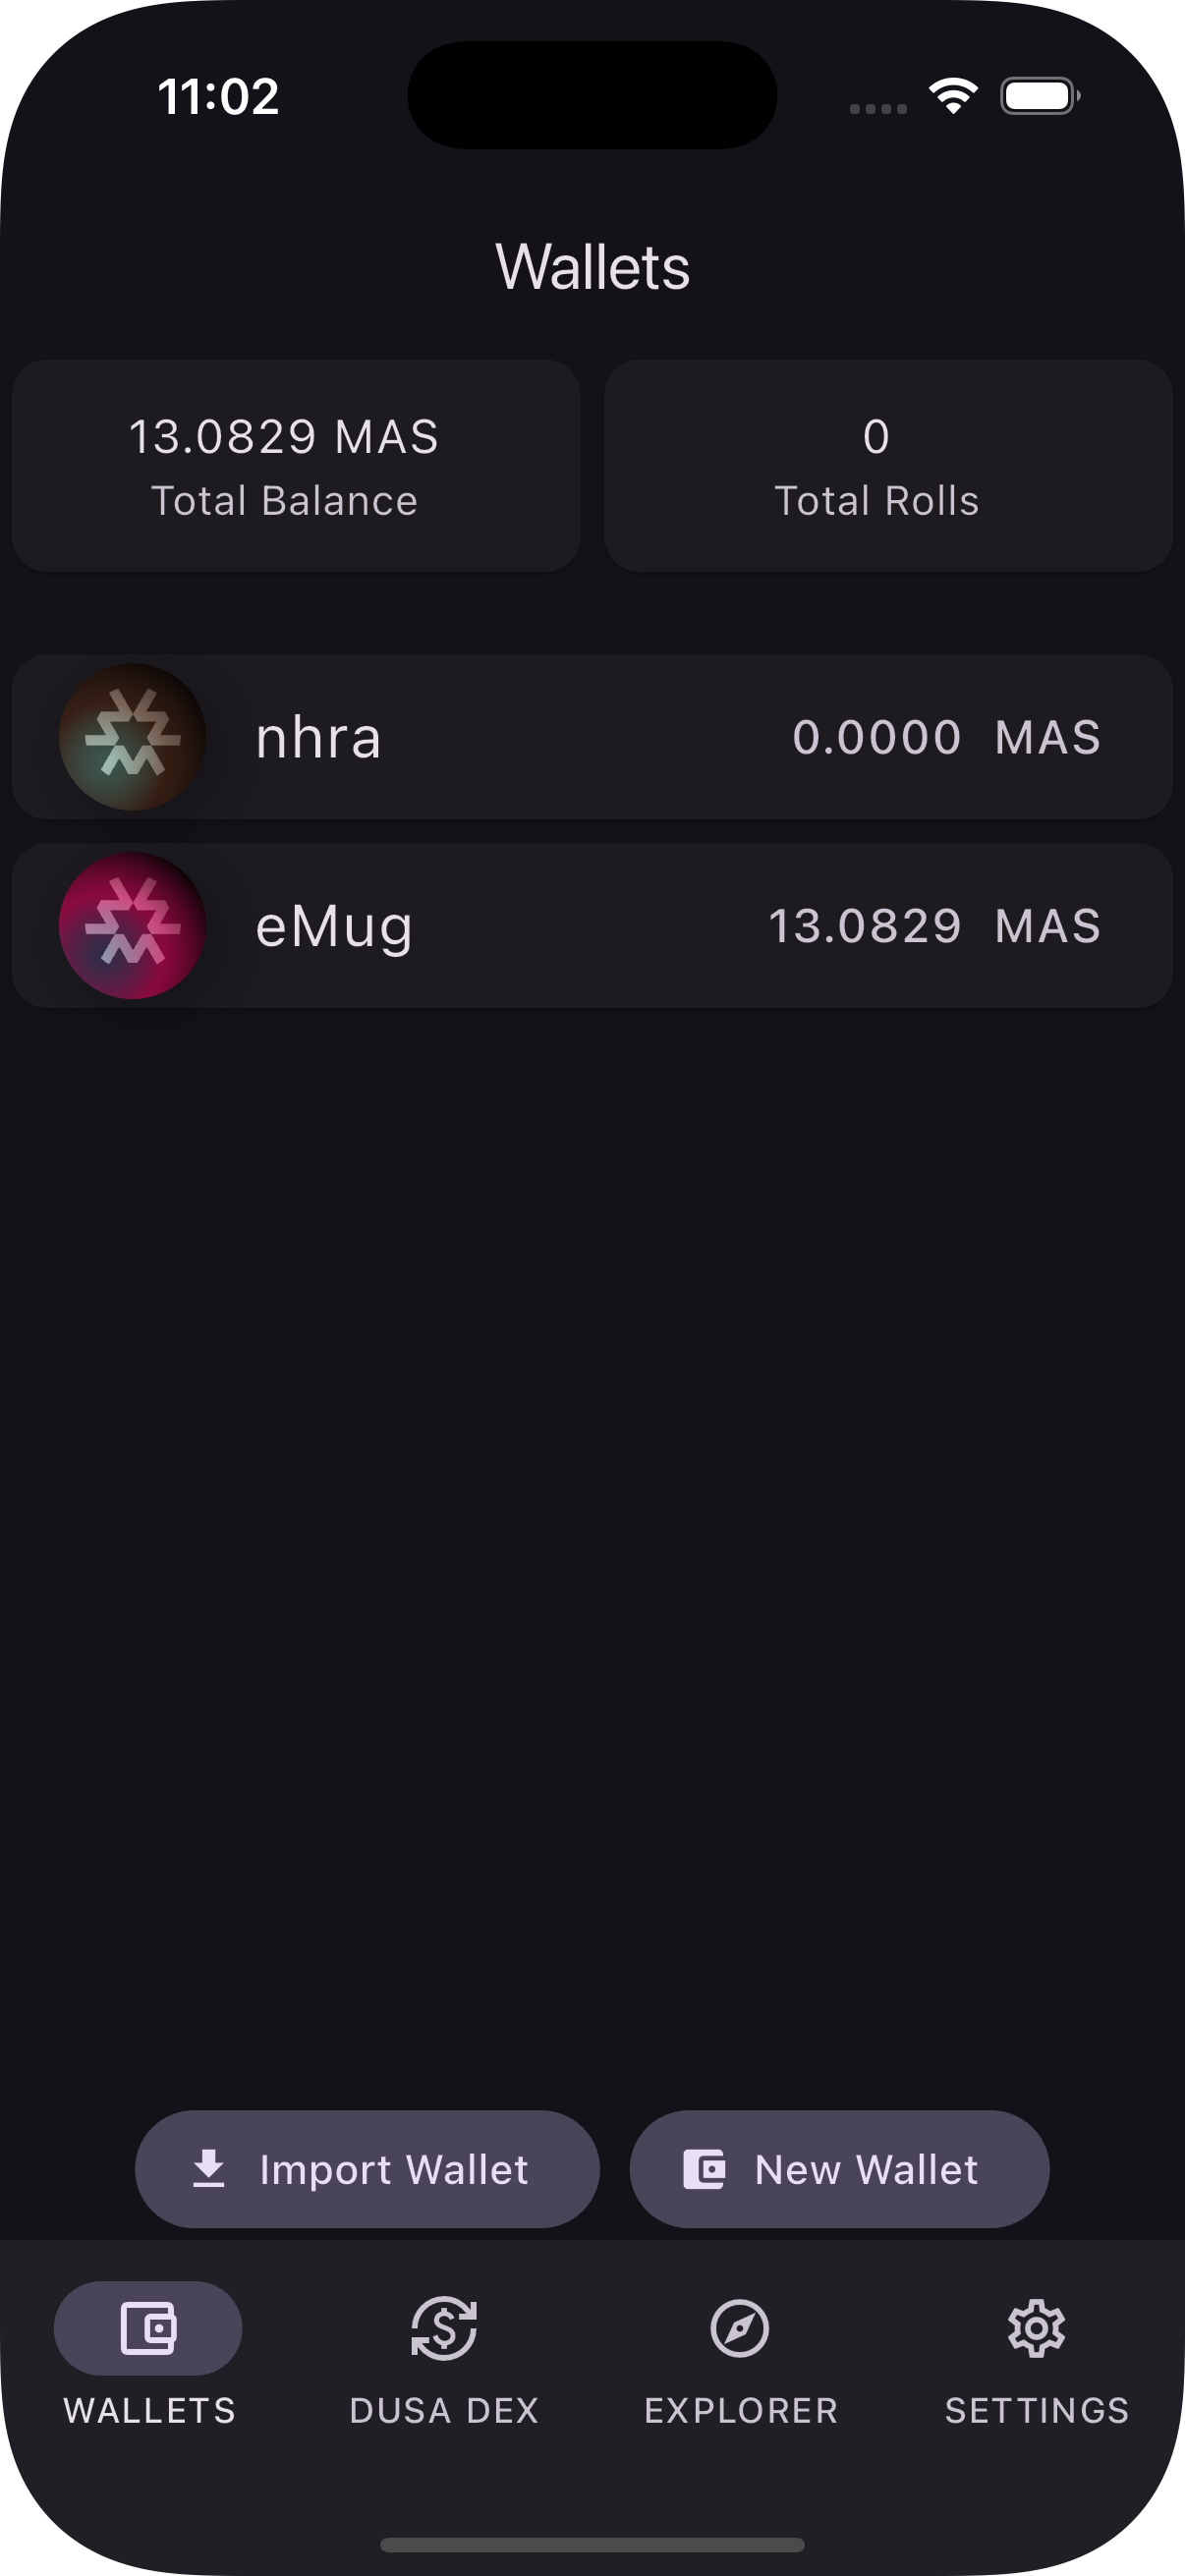 11:02
Wallets
13.0829 MAS
Total Balance
0
Total Rolls
nhra
0.0000 MAS
eMug
13.0829 MAS
Import Wallet
New Wallet
WALLETS
DUSA DEX
EXPLORER
SETTINGS